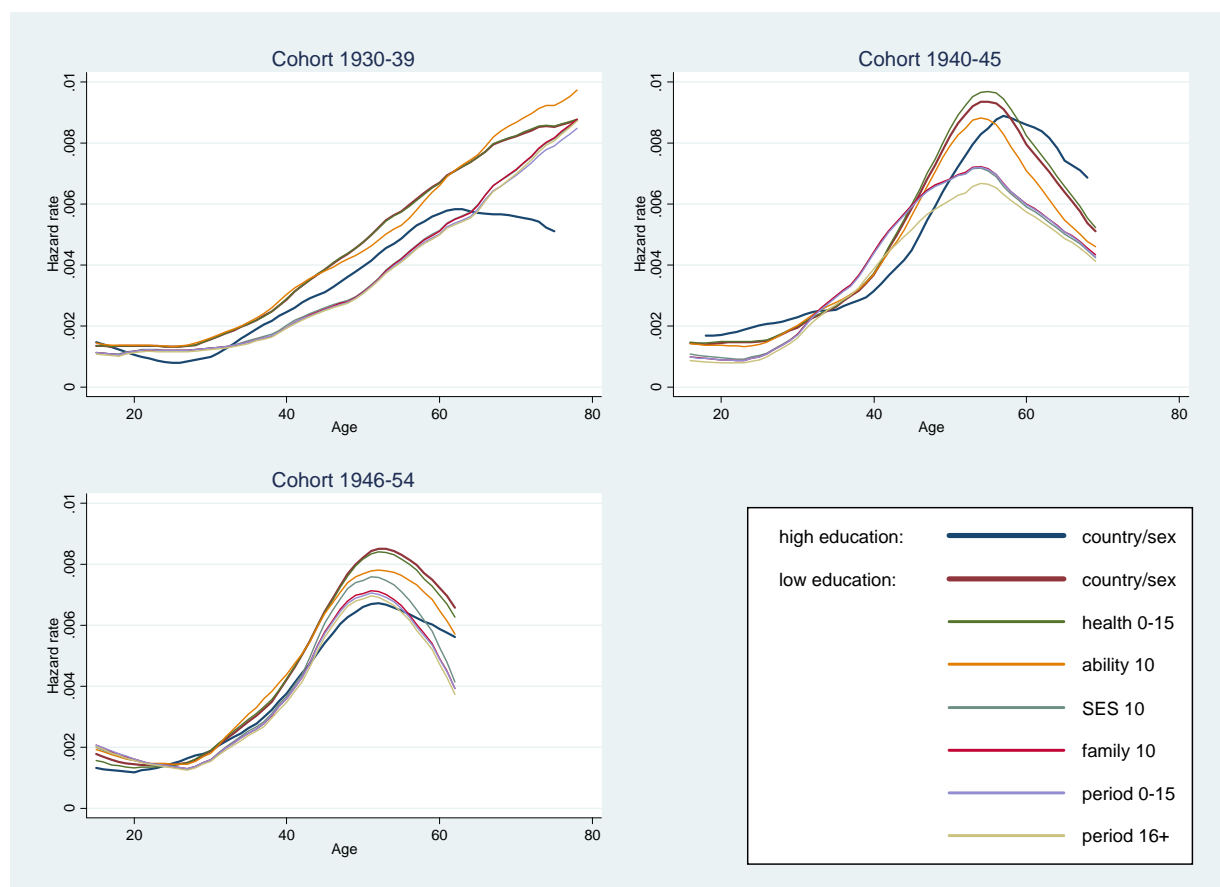 Cohort 1930-39
Hazard rate
0 .002 .004 .006 .008 .01
20 40 60 80
Age
Cohort 1940-45
Hazard rate
0 .002 .004 .006 .008 .01
20 40 60 80
Age
Cohort 1946-54
Hazard rate
0 .002 .004 .006 .008 .01
20 40 60 80
Age
high education: country/sex
low education: country/sex
health 0-15
ability 10
SES 10
family 10
period 0-15
period 16+